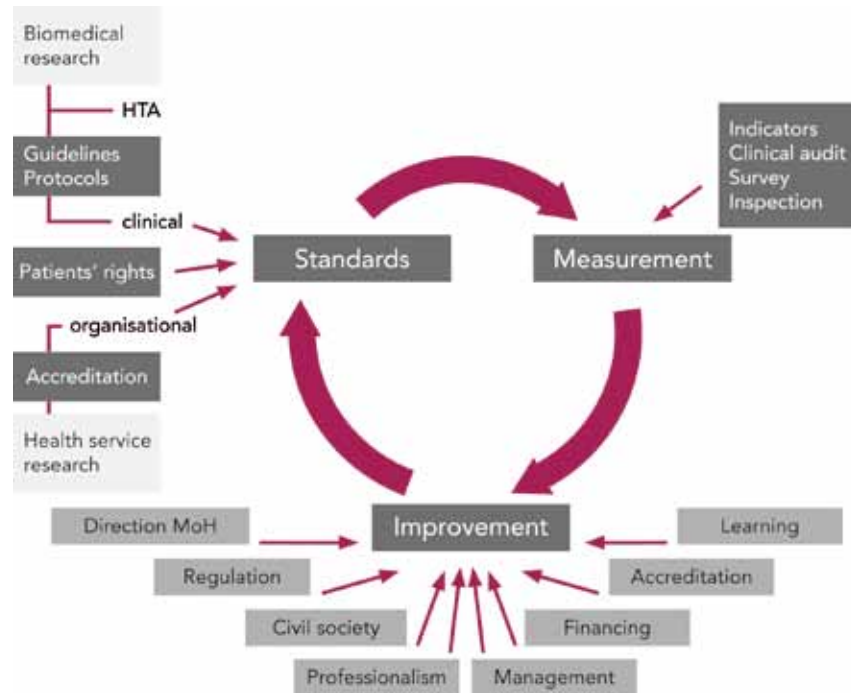 Biomedical
research
HTA
Guidelines
Protocols
clinical
Patients' rights
organisational
Accreditation
Health service
research
Standards
Measurement
Indicators
Clinical audit
Survey
Inspection
Improvement
Direction MoH
Regulation
Civil society
Professionalism
Management
Financing
Accreditation
Learning